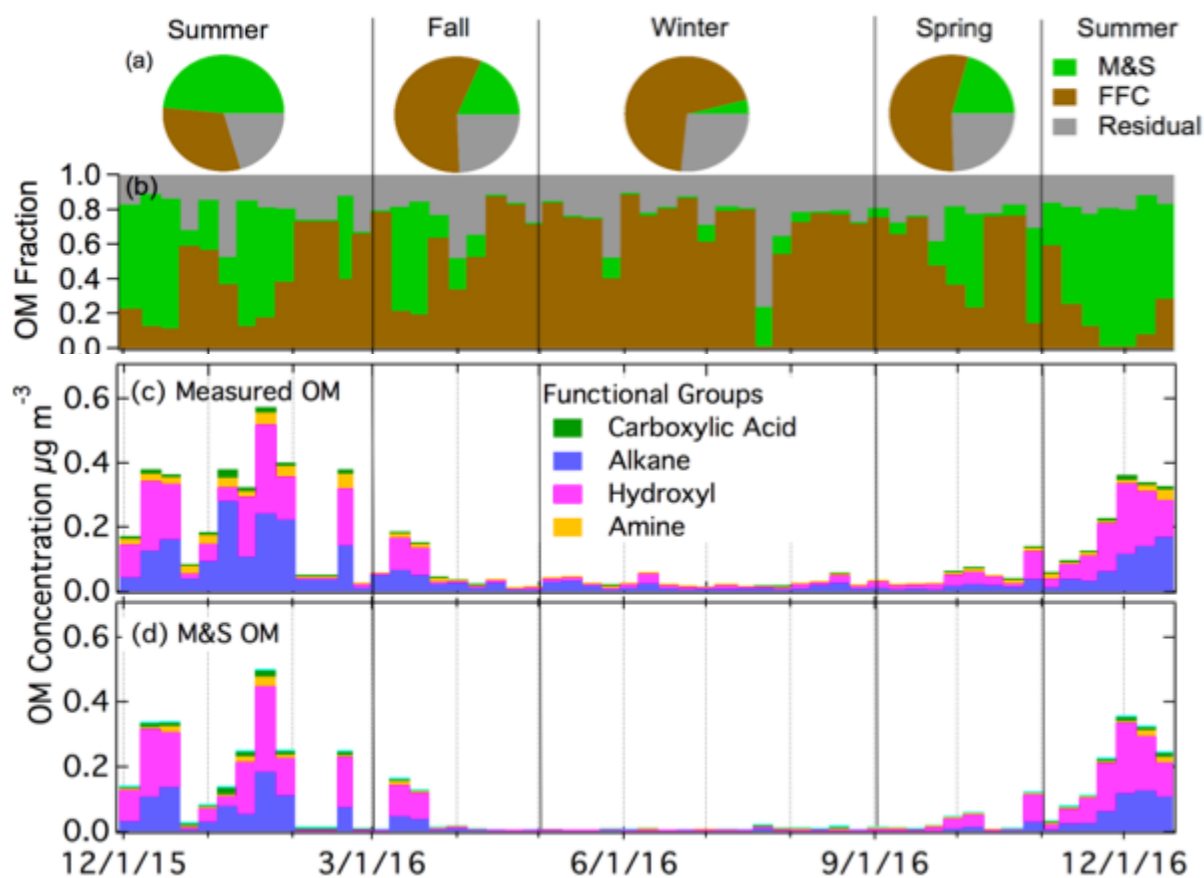 Summer Fall Winter Spring Summer
(a)
M&S
FFC
Residual
(b)
OM Fraction
1.0
0.8
0.6
0.4
0.2
0.0
(c) Measured OM
Functional Groups
Carboxylic Acid
Alkane
Hydroxyl
Amine
OM Concentration µg m⁻³
0.6
0.4
0.2
0.0
(d) M&S OM
0.6
0.4
0.2
0.0
12/1/15 3/1/16 6/1/16 9/1/16 12/1/16